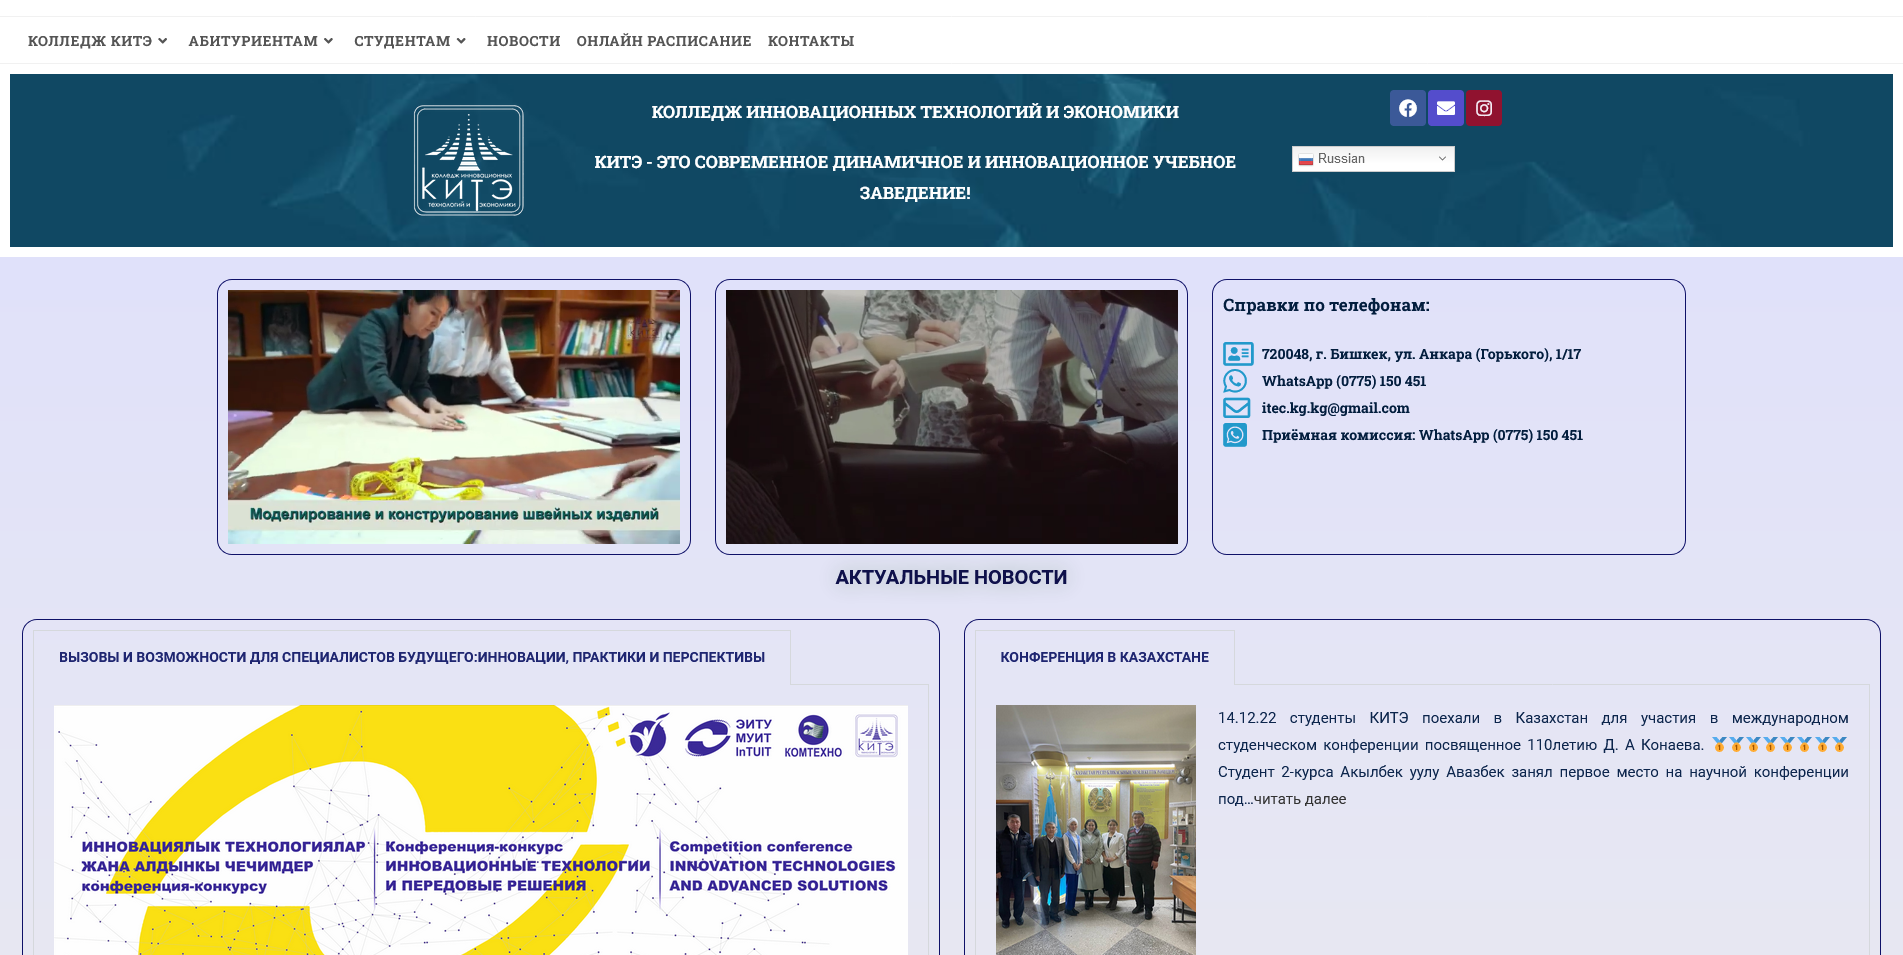 КОЛЛЕДЖ КИТЭ
АБИТУРИЕНТАМ
СТУДЕНТАМ
НОВОСТИ
ОНЛАЙН РАСПИСАНИЕ
КОНТАКТЫ
колледж инновационных
КИТЭ
технологий и экономики
КОЛЛЕДЖ ИННОВАЦИОННЫХ ТЕХНОЛОГИЙ И ЭКОНОМИКИ
КИТЭ - ЭТО СОВРЕМЕННОЕ ДИНАМИЧНОЕ И ИННОВАЦИОННОЕ УЧЕБНОЕ
ЗАВЕДЕНИЕ!
Russian
Моделирование и конструирование швейных изделий
Справки по телефонам:
720048, г. Бишкек, ул. Анкара (Горького), 1/17
WhatsApp (0775) 150 451
itec.kg.kg@gmail.com
Приёмная комиссия: WhatsApp (0775) 150 451
АКТУАЛЬНЫЕ НОВОСТИ
ВЫЗОВЫ И ВОЗМОЖНОСТИ ДЛЯ СПЕЦИАЛИСТОВ БУДУЩЕГО:ИННОВАЦИИ, ПРАКТИКИ И ПЕРСПЕКТИВЫ
ЭИТУ
МУИТ
InTUIT
КОМТЕХНО
КИТЭ
ИННОВАЦИЯЛЫК ТЕХНОЛОГИЯЛАР
ЖАНА АЛДЫНКЫ ЧЕЧИМДЕР
конференция-конкурсу
Конференция-конкурс
ИННОВАЦИОННЫЕ ТЕХНОЛОГИИ
И ПЕРЕДОВЫЕ РЕШЕНИЯ
Competition conference
INNOVATION TECHNOLOGIES
AND ADVANCED SOLUTIONS
КОНФЕРЕНЦИЯ В КАЗАХСТАНЕ
14.12.22 студенты КИТЭ поехали в Казахстан для участия в международном
студенческом конференции посвященное 110летию Д. А Конаева. 🥇🥇🥇🥇🥇🥇🥇🥇
Студент 2-курса Акылбек уулу Авазбек занял первое место на научной конференции
под…читать далее